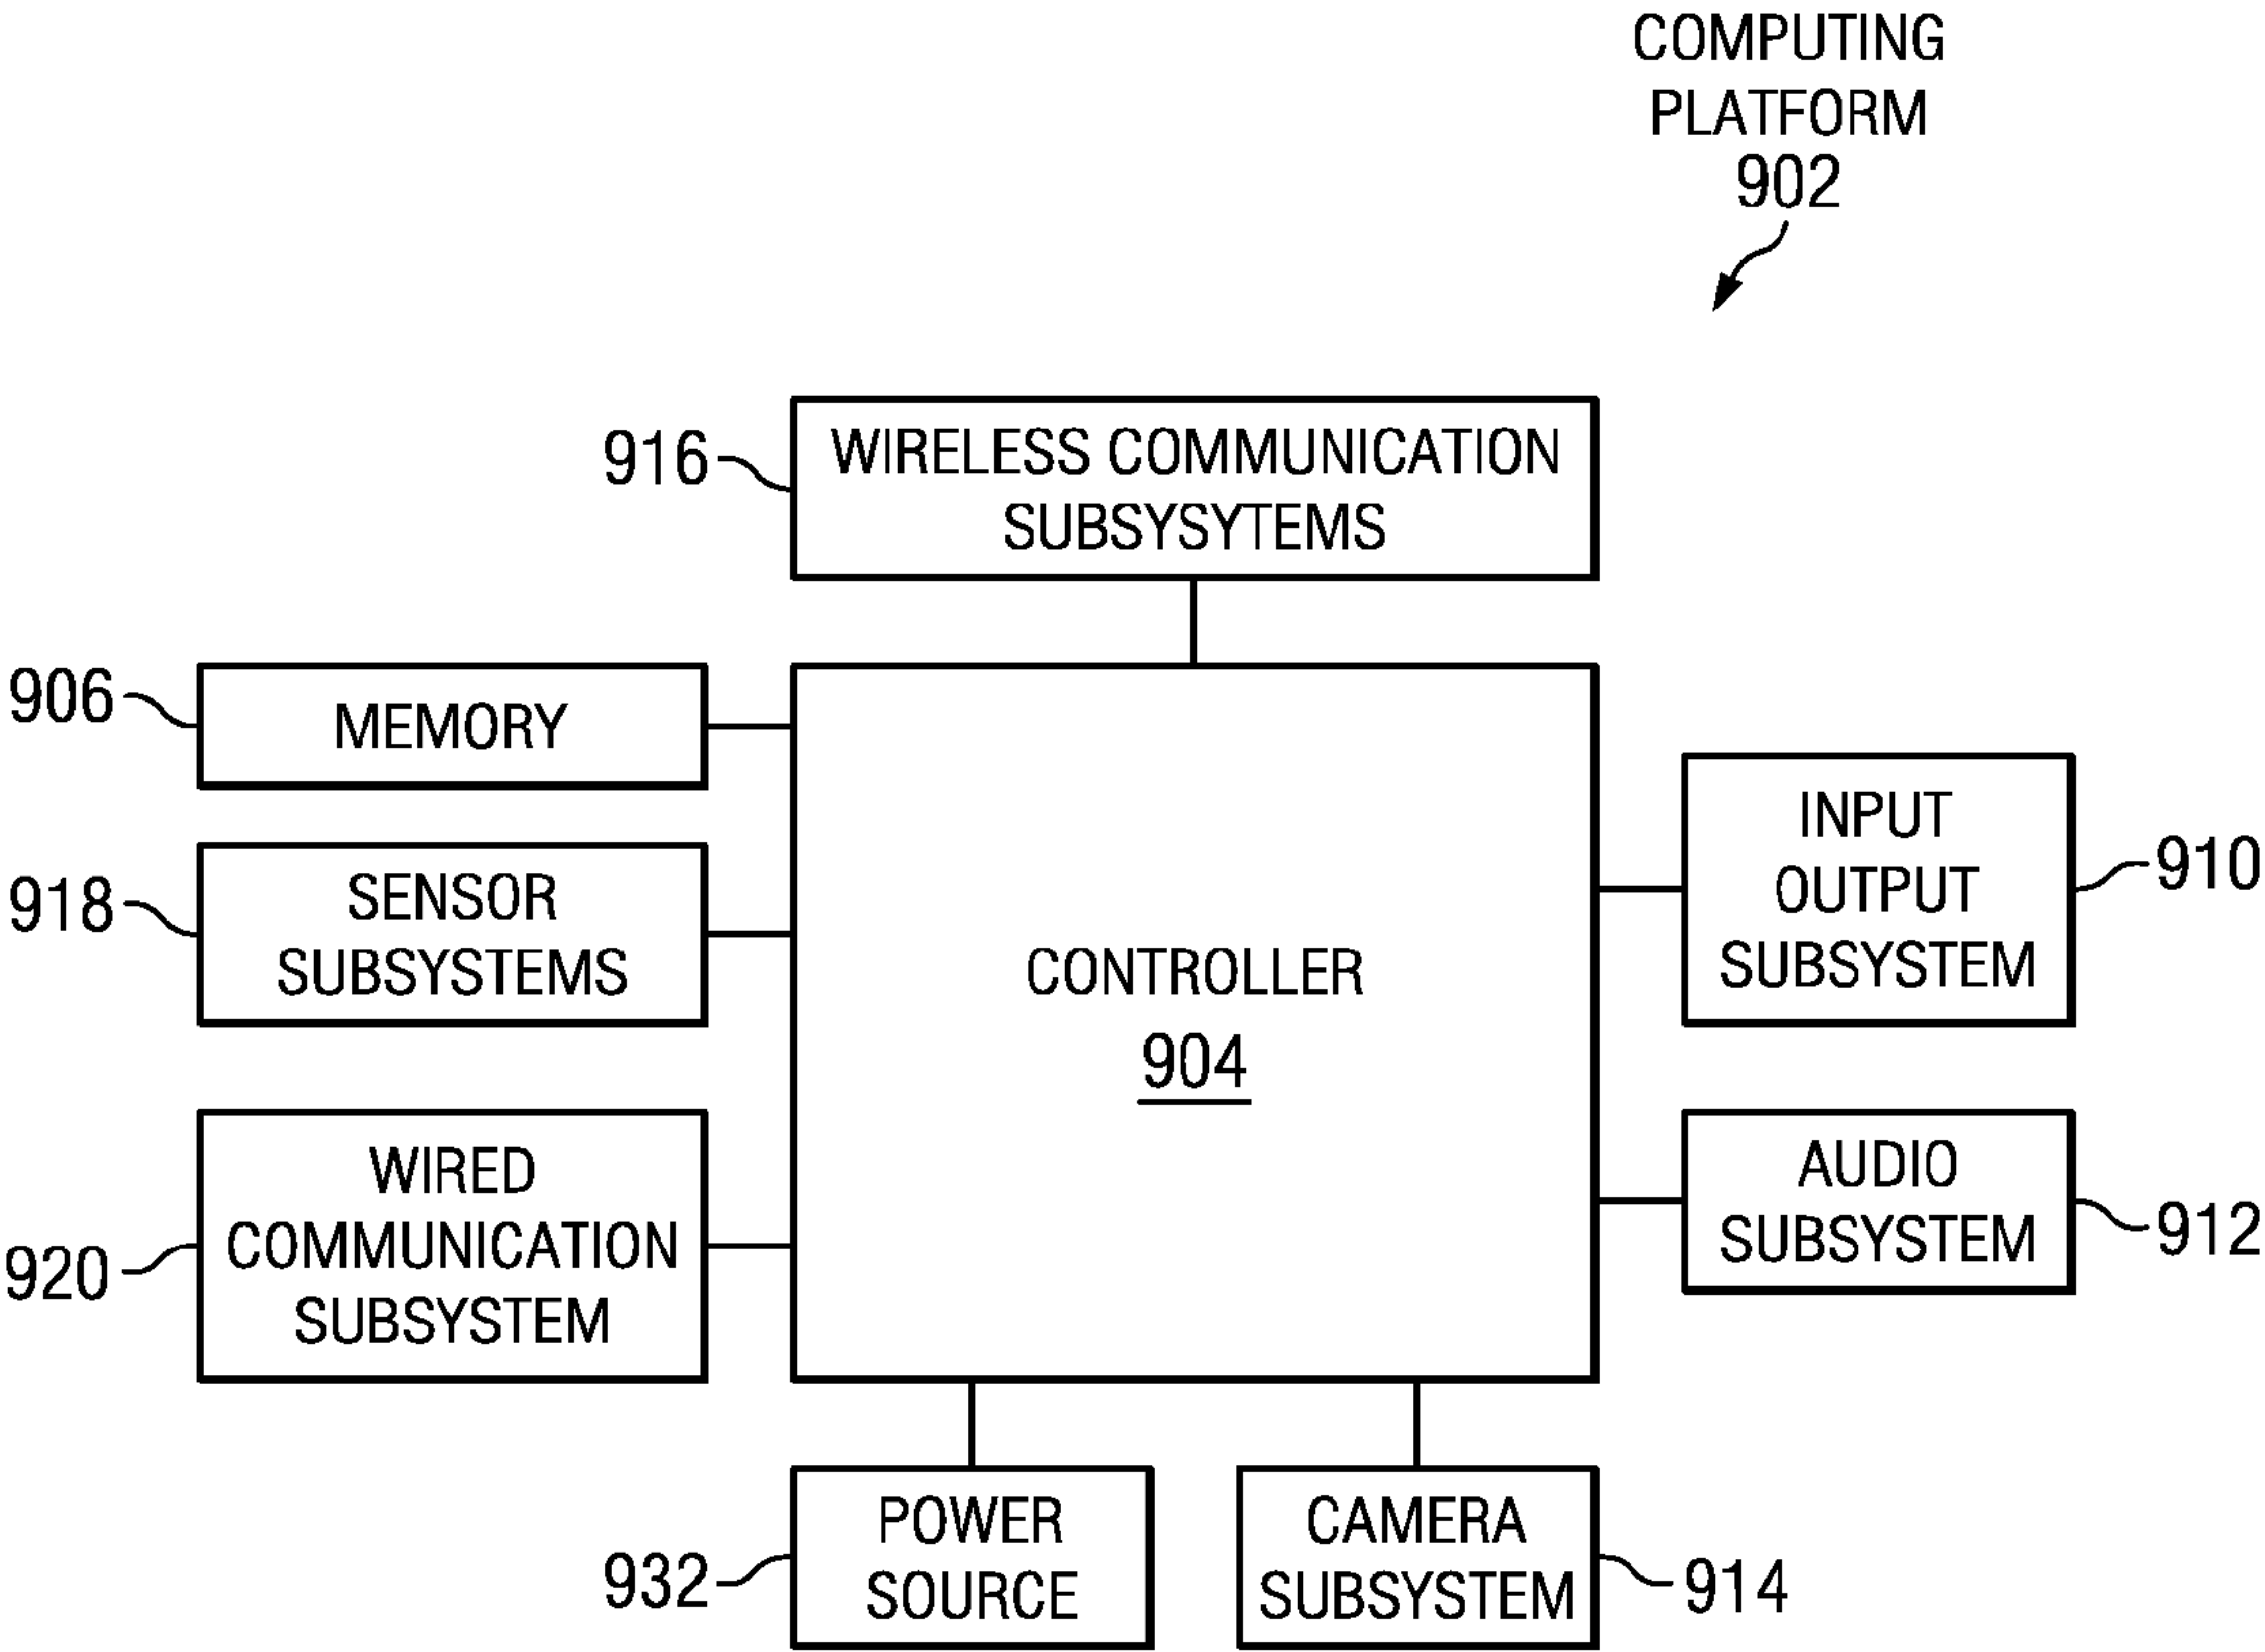 COMPUTING
PLATFORM
902
916
WIRELESS COMMUNICATION
SUBSYSYTEMS
906
MEMORY
918
SENSOR
SUBSYSTEMS
920
WIRED
COMMUNICATION
SUBSYSTEM
CONTROLLER
904
INPUT
OUTPUT
SUBSYSTEM
910
AUDIO
SUBSYSTEM
912
932
POWER
SOURCE
CAMERA
SUBSYSTEM
914